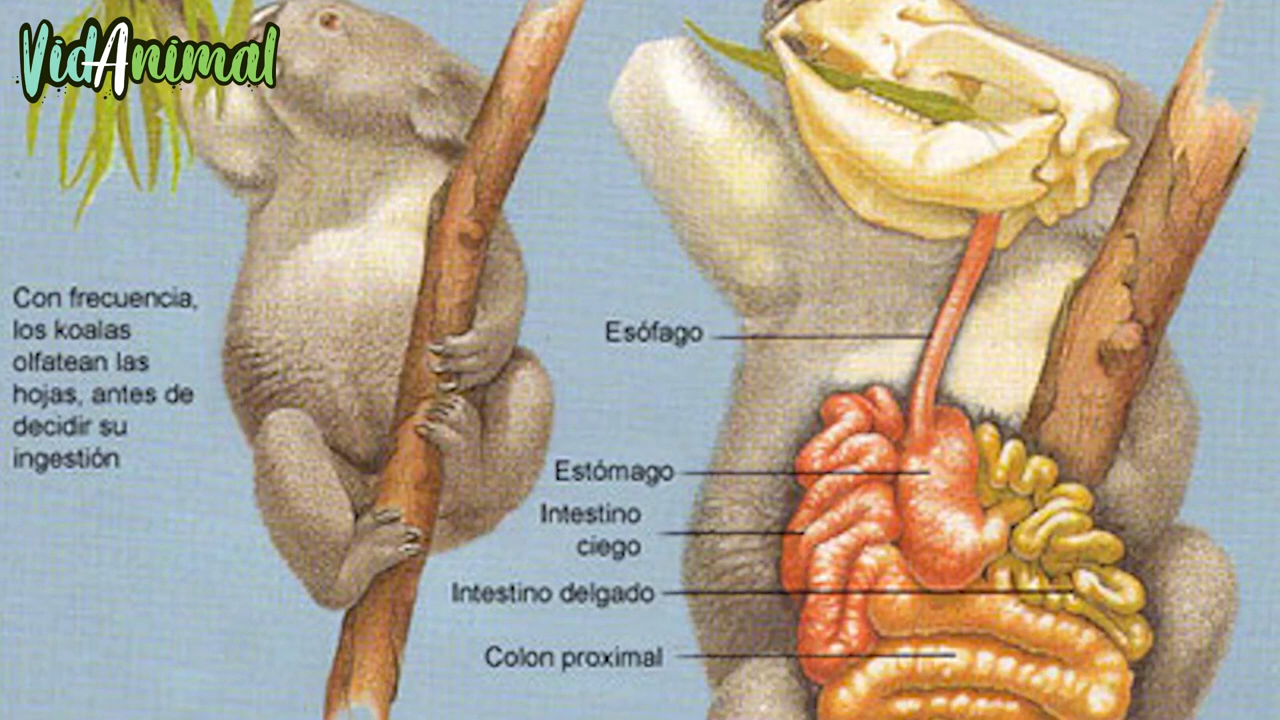 VidAnimal
Con frecuencia,
los koalas
olfatean las
hojas, antes de
decidir su
ingestión
Esófago
Estómago
Intestino
ciego
Intestino delgado
Colon proximal